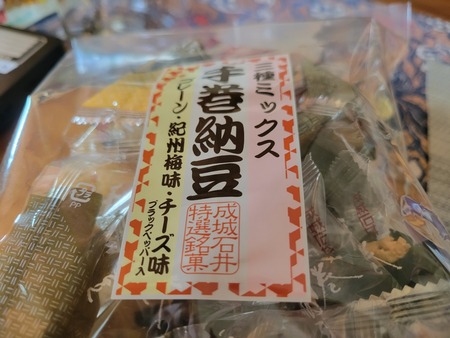 三種ミックス
手巻納豆
プレーン・紀州梅味・チーズ味
ブラックペッパー入
成城石井
特選銘菓
PP